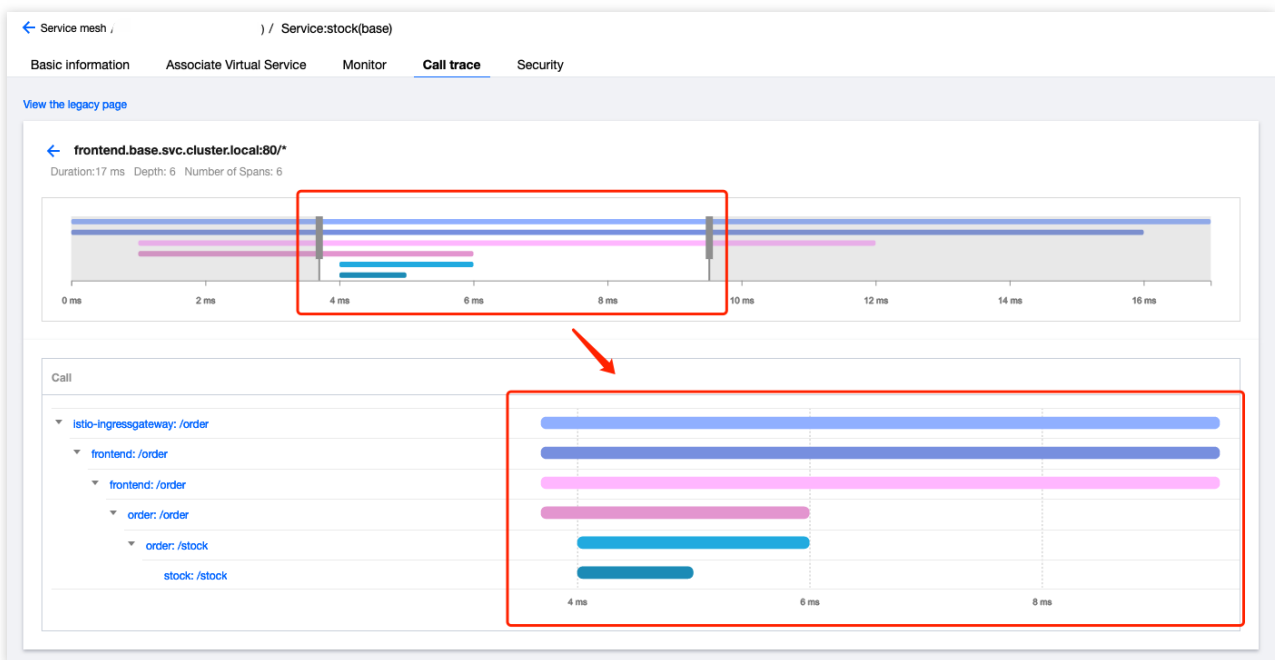 Service mesh / ) / Service:stock(base)
Basic information Associate Virtual Service Monitor Call trace Security
View the legacy page
frontend.base.svc.cluster.local:80/*
Duration:17 ms Depth: 6 Number of Spans: 6
0 ms 2 ms 4 ms 6 ms 8 ms 10 ms 12 ms 14 ms 16 ms
Call
istio-ingressgateway: /order
frontend: /order
frontend: /order
order: /order
order: /stock
stock: /stock
4 ms 6 ms 8 ms